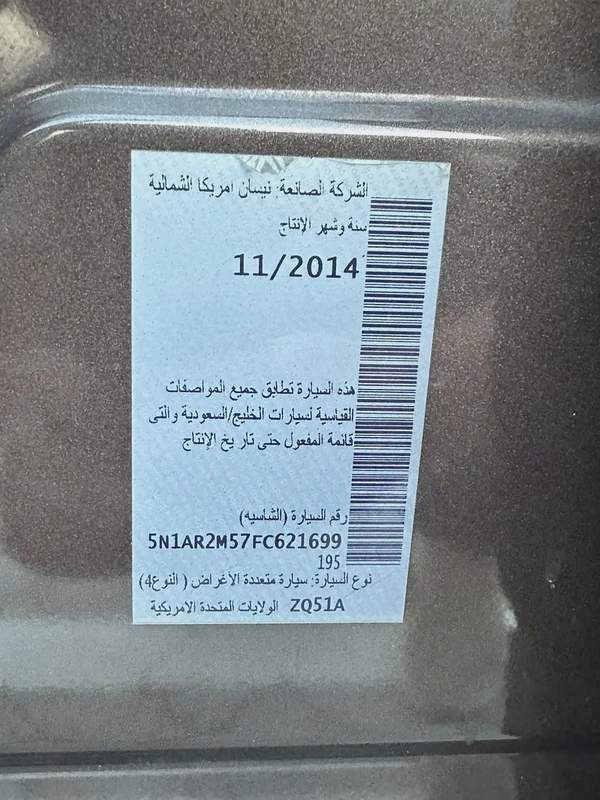 الشركة الصانعة: نيسان امريكا الشمالية
سنة وشهر الإنتاج
11/2014
هذه السيارة تطابق جميع المواصفات
القياسية لسيارات الخليج/السعودية والتى
قائمة المفعول حتى تاريخ الإنتاج
رقم السيارة (الشاسيه)
5N1AR2M57FC621699
195
نوع السيارة: سيارة متعددة الأغراض ( النوع4)
ZQ51A الولايات المتحدة الامريكية